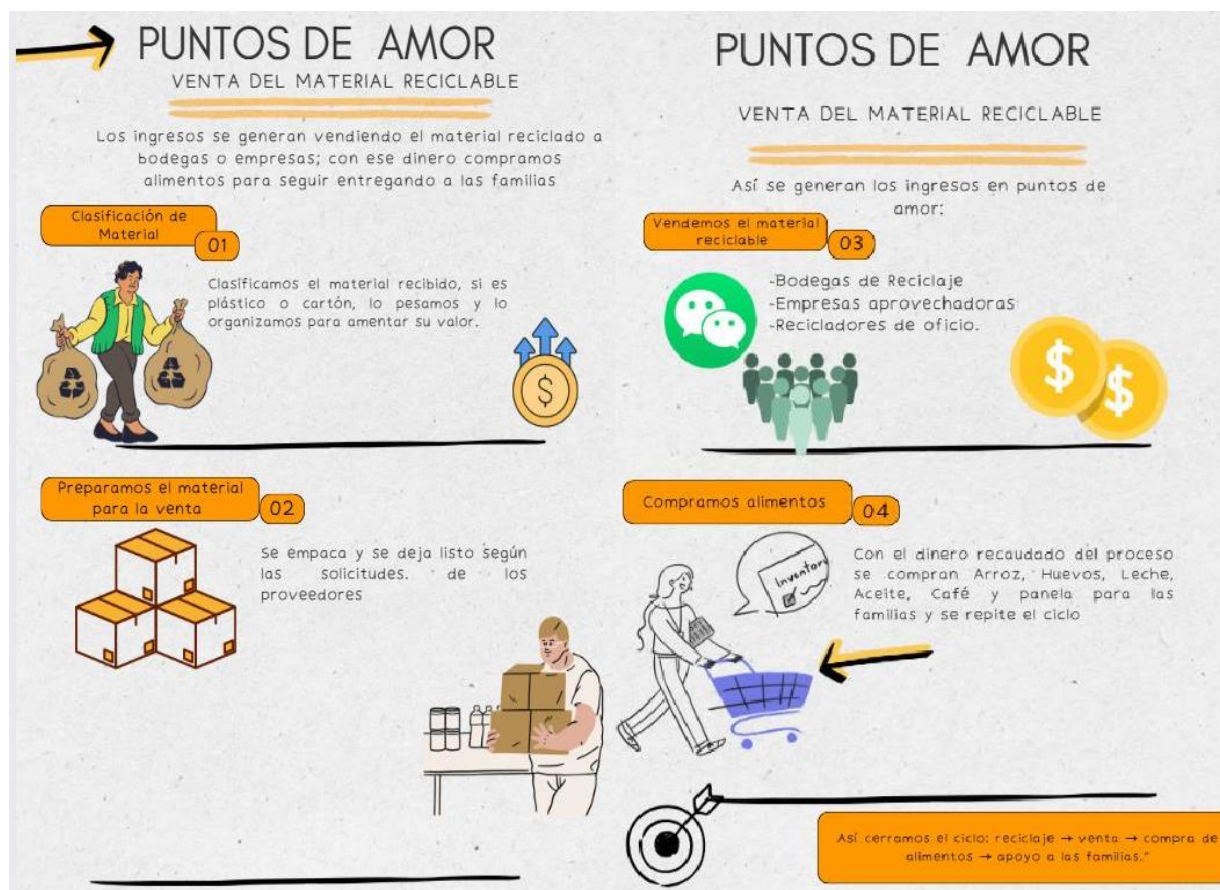 PUNTOS DE AMOR
VENTA DEL MATERIAL RECICLABLE
Los ingresos se generan vendiendo el material reciclado a
bodegas o empresas; con ese dinero compramos
alimentos para seguir entregando a las familias
Clasificación de
Material
01
Clasificamos el material recibido, si es
plástico o cartón, lo pesamos y lo
organizamos para amentar su valor.
$
Preparamos el material
para la venta
02
Se empaca y se deja listo según
las solicitudes. de los
proveedores
PUNTOS DE AMOR
VENTA DEL MATERIAL RECICLABLE
Así se generan los ingresos en puntos de
amor:
Vendemos el material
reciclable
03
-Bodegas de Reciclaje
-Empresas aprovechadoras
-Recicladores de oficio.
$
$
Compramos alimentos
04
Inventario
Con el dinero recaudado del proceso
se compran Arroz, Huevos, Leche,
Aceite, Café y panela para las
familias y se repite el ciclo
Así cerramos el ciclo: reciclaje → venta → compra de
alimentos → apoyo a las familias."